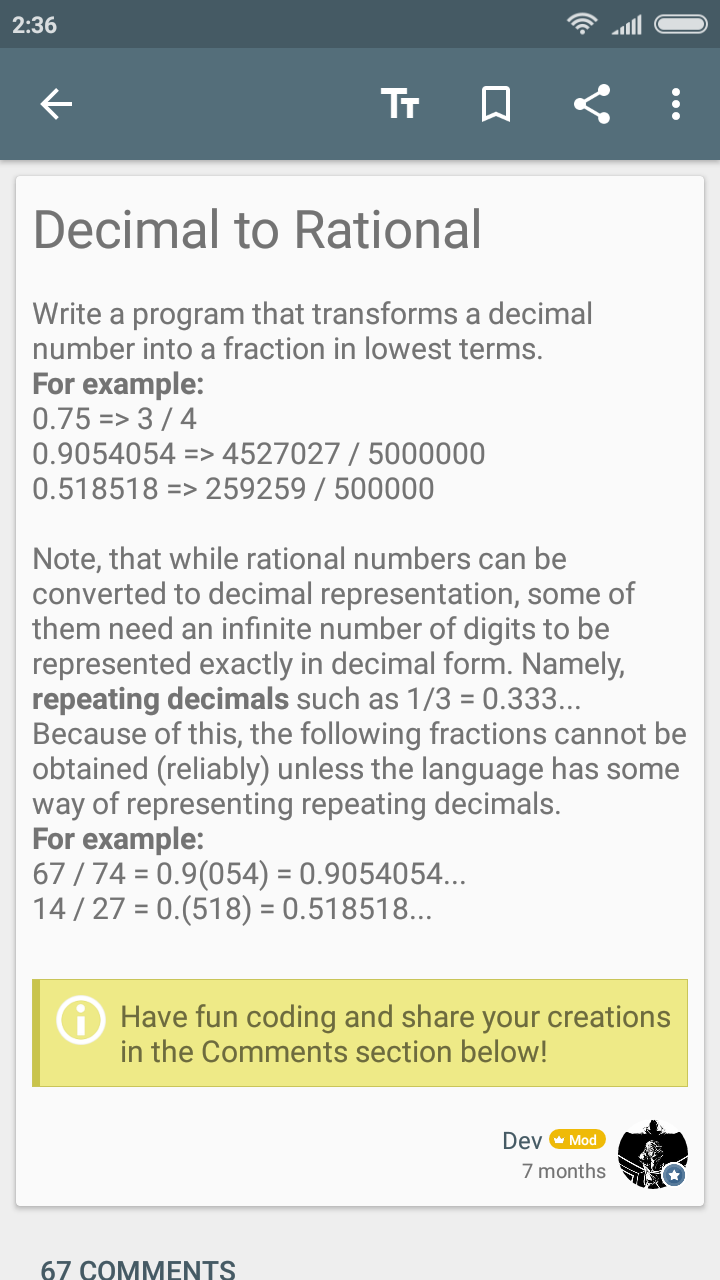 2:36
Decimal to Rational
Write a program that transforms a decimal
number into a fraction in lowest terms.
For example:
0.75 => 3 / 4
0.9054054 => 4527027 / 5000000
0.518518 => 259259 / 500000
Note, that while rational numbers can be
converted to decimal representation, some of
them need an infinite number of digits to be
represented exactly in decimal form. Namely,
repeating decimals such as 1/3 = 0.333...
Because of this, the following fractions cannot be
obtained (reliably) unless the language has some
way of representing repeating decimals.
For example:
67 / 74 = 0.9(054) = 0.9054054...
14 / 27 = 0.(518) = 0.518518...
Have fun coding and share your creations
in the Comments section below!
Dev Mod
7 months
67 COMMENTS